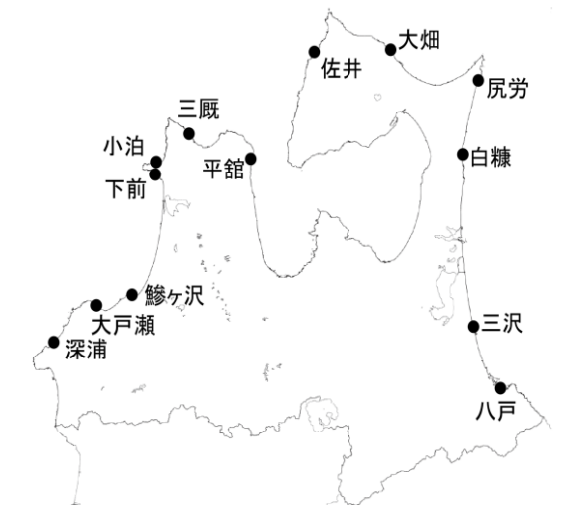 大畑
佐井
尻労
三厩
小泊
平舘
白糠
下前
鰺ヶ沢
大戸瀬
三沢
深浦
八戸